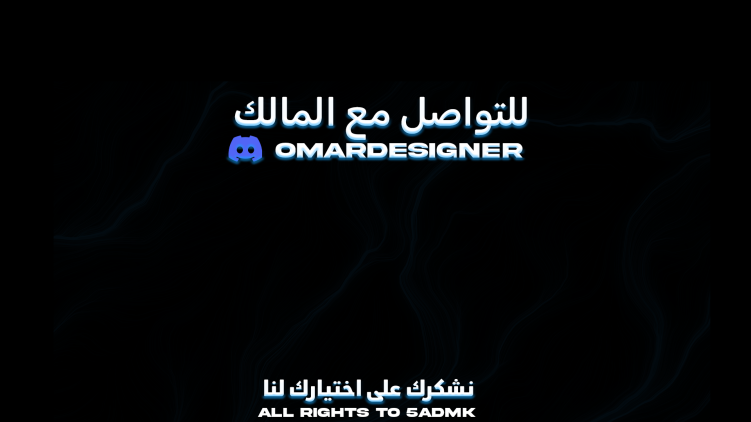 للتواصل مع المالك
OMARDESIGNER
نشكرك على اختيارك لنا
ALL RIGHTS TO 5ADMK